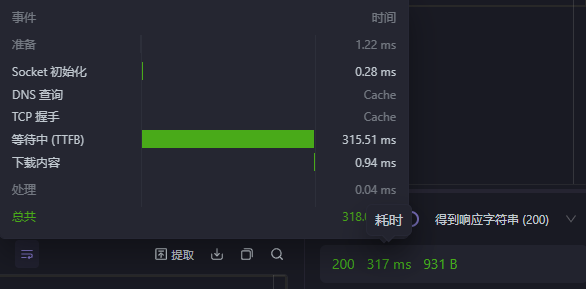 事件 时间
准备 1.22 ms
Socket 初始化 0.28 ms
DNS 查询 Cache
TCP 握手 Cache
等待中 (TTFB) 315.51 ms
下载内容 0.94 ms
处理 0.04 ms
总共 318.
耗时
得到响应字符串 (200)
提取
200 317 ms 931 B